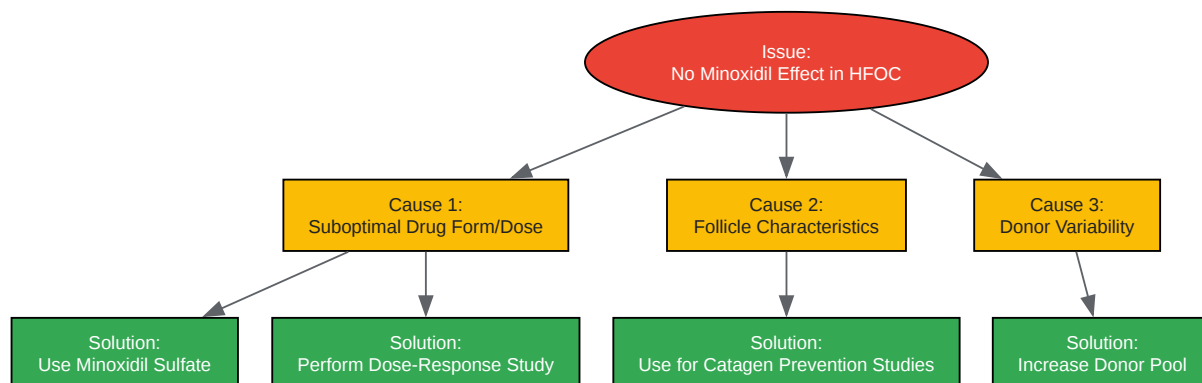 Issue:
No Minoxidil Effect in HFOC
Cause 1:
Suboptimal Drug Form/Dose
Cause 2:
Follicle Characteristics
Cause 3:
Donor Variability
Solution:
Use Minoxidil Sulfate
Solution:
Perform Dose-Response Study
Solution:
Use for Catagen Prevention Studies
Solution:
Increase Donor Pool